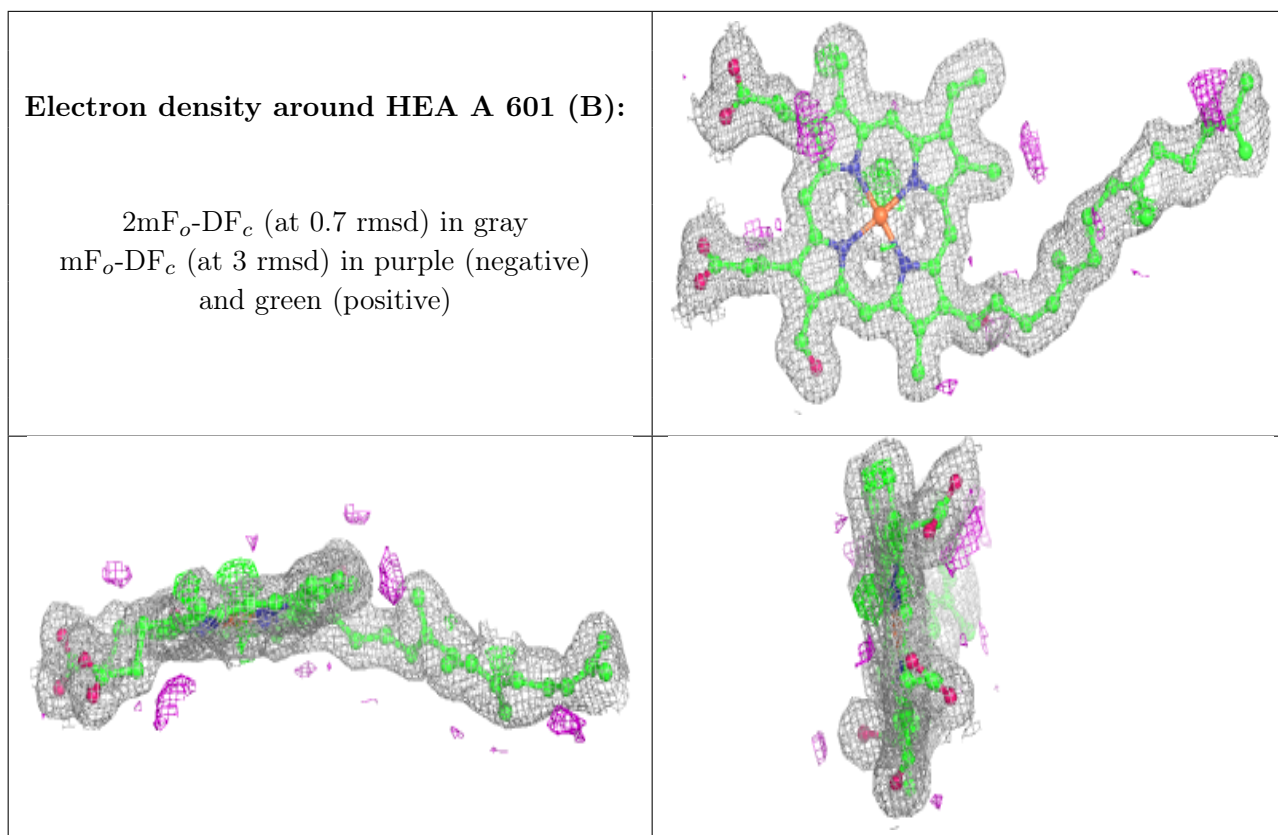 Electron density around HEA A 601 (B):
2mFₒ-DF𝒸 (at 0.7 rmsd) in gray
mFₒ-DF𝒸 (at 3 rmsd) in purple (negative)
and green (positive)